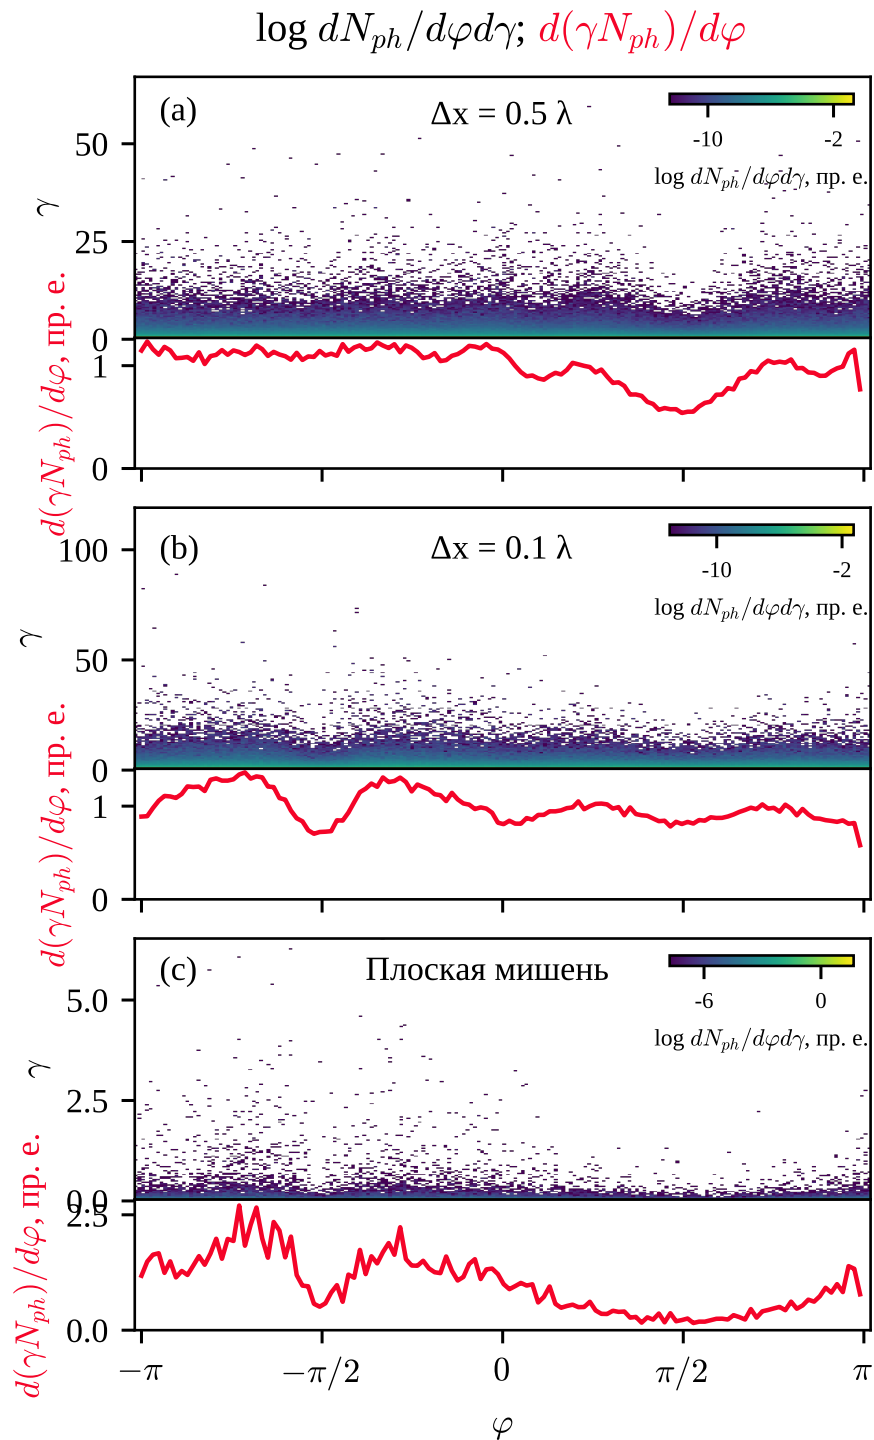 log dN_ph/dφdγ; d(γN_ph)/dφ
(a)
Δx = 0.5 λ
-10 -2
log dN_ph/dφdγ, пр. е.
γ
50
25
0
d(γN_ph)/dφ, пр. е.
1
0
(b)
Δx = 0.1 λ
-10 -2
log dN_ph/dφdγ, пр. е.
γ
100
50
0
d(γN_ph)/dφ, пр. е.
1
0
(c)
Плоская мишень
-6 0
log dN_ph/dφdγ, пр. е.
γ
5.0
2.5
0.0
d(γN_ph)/dφ, пр. е.
2.5
0.0
−π −π/2 0 π/2 π
φ